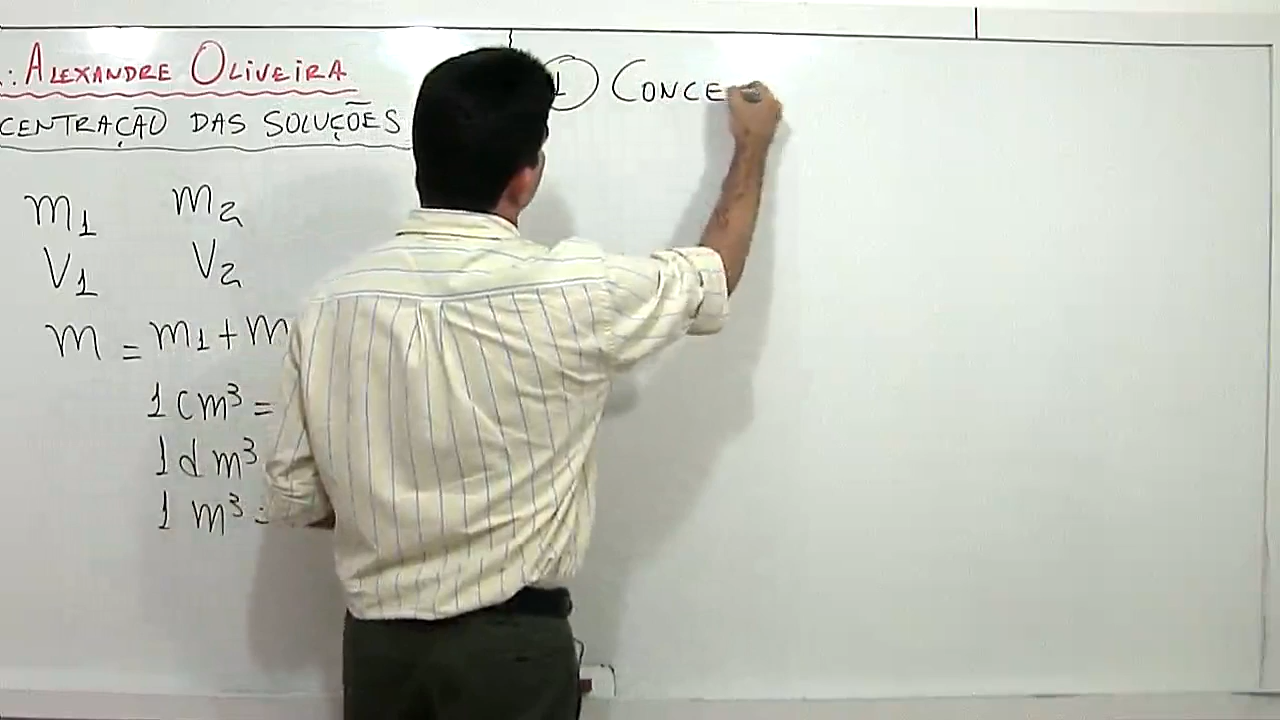 .: ALEXANDRE OLIVEIRA
CENTRAÇÃO DAS SOLUÇÕES
m1 m2
V1 V2
m = m1 + m
1 cm³ =
1 dm³
1 m³ =
1 CONCE